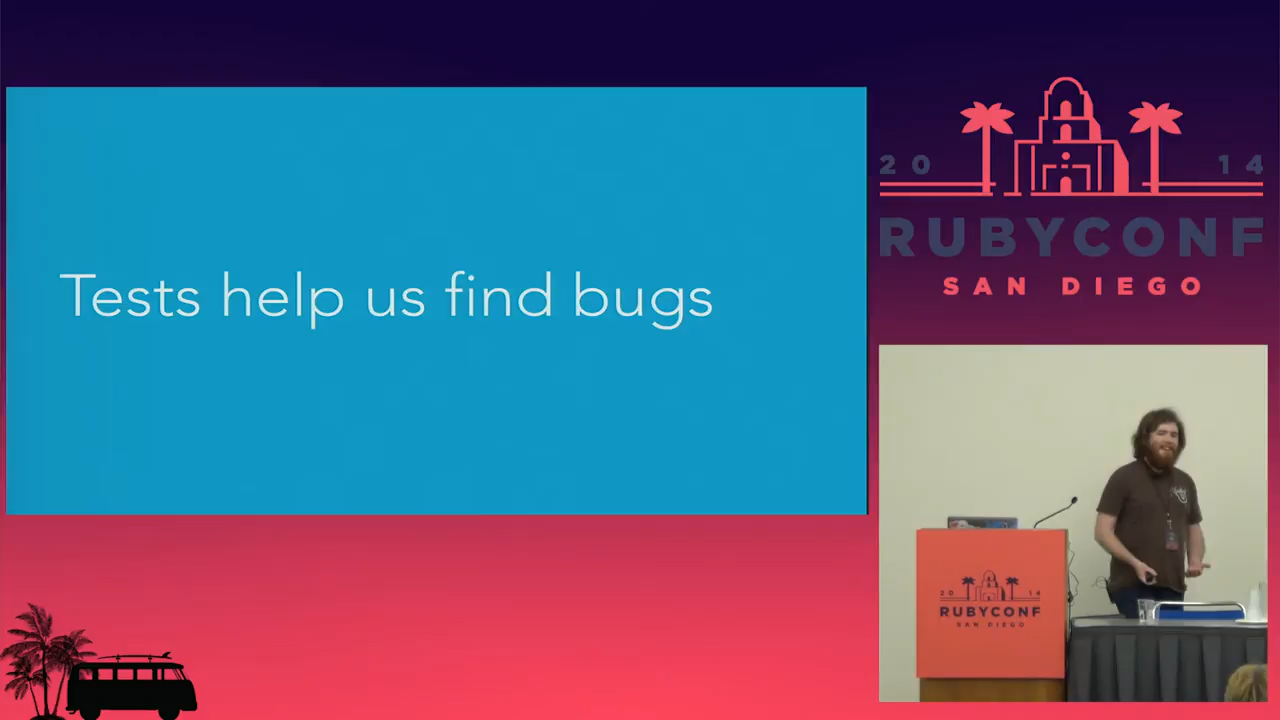 Tests help us find bugs
20 14
RUBYCONF
SAN DIEGO
20 14
RUBYCONF
SAN DIEGO